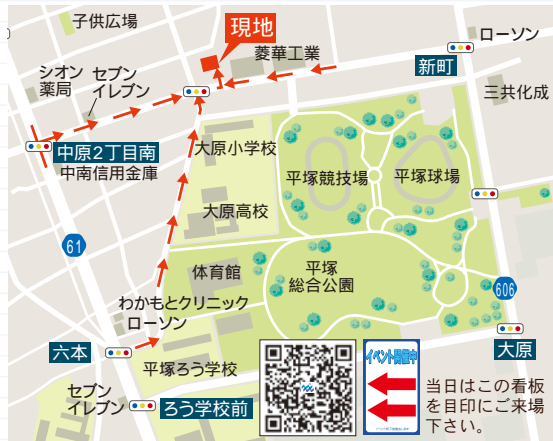 子供広場
現地
ローソン
菱華工業
新町
シオン
薬局
セブン
イレブン
三共化成
中原2丁目南
中南信用金庫
大原小学校
平塚競技場
平塚球場
大原高校
61
体育館
平塚
総合公園
606
わかもとクリニック
ローソン
六本
大原
平塚ろう学校
イベント開催中
セブン
イレブン
ろう学校前
当日はこの看板
を目印にご来場
下さい。